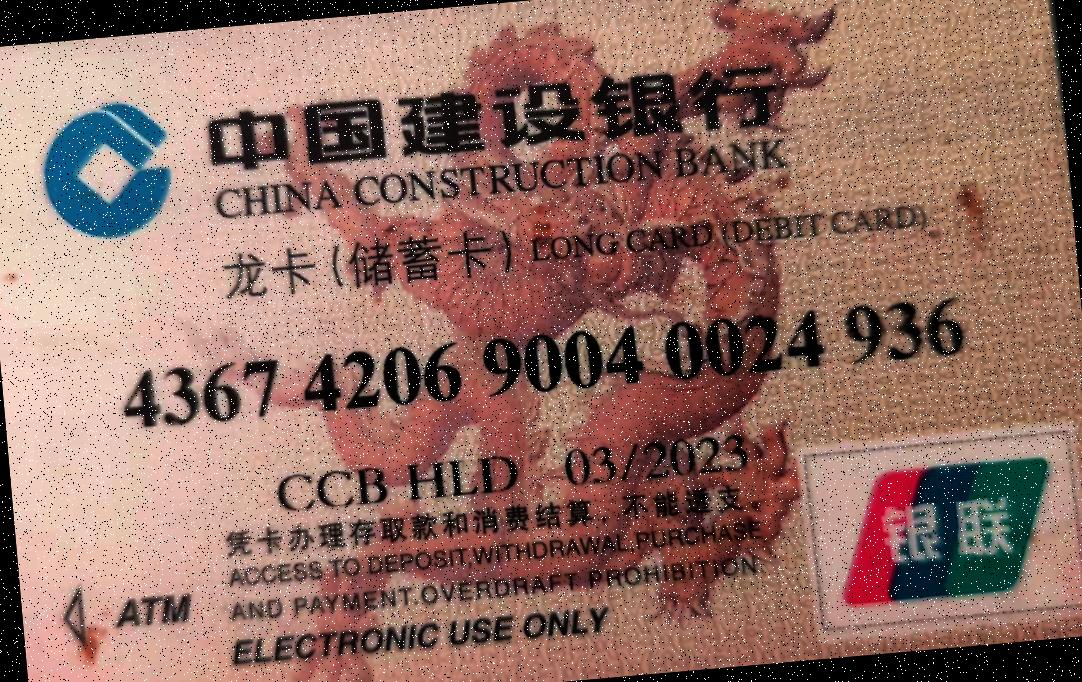 中国建设银行
CHINA CONSTRUCTION BANK
龙卡(储蓄卡) LONG CARD (DEBIT CARD)
4367 4206 9004 0024 936
CCB HLD 03/2023
凭卡办理存取款和消费结算，不能透支。
ACCESS TO DEPOSIT,WITHDRAWAL,PURCHASE
AND PAYMENT.OVERDRAFT PROHIBITION
ATM
ELECTRONIC USE ONLY
银联